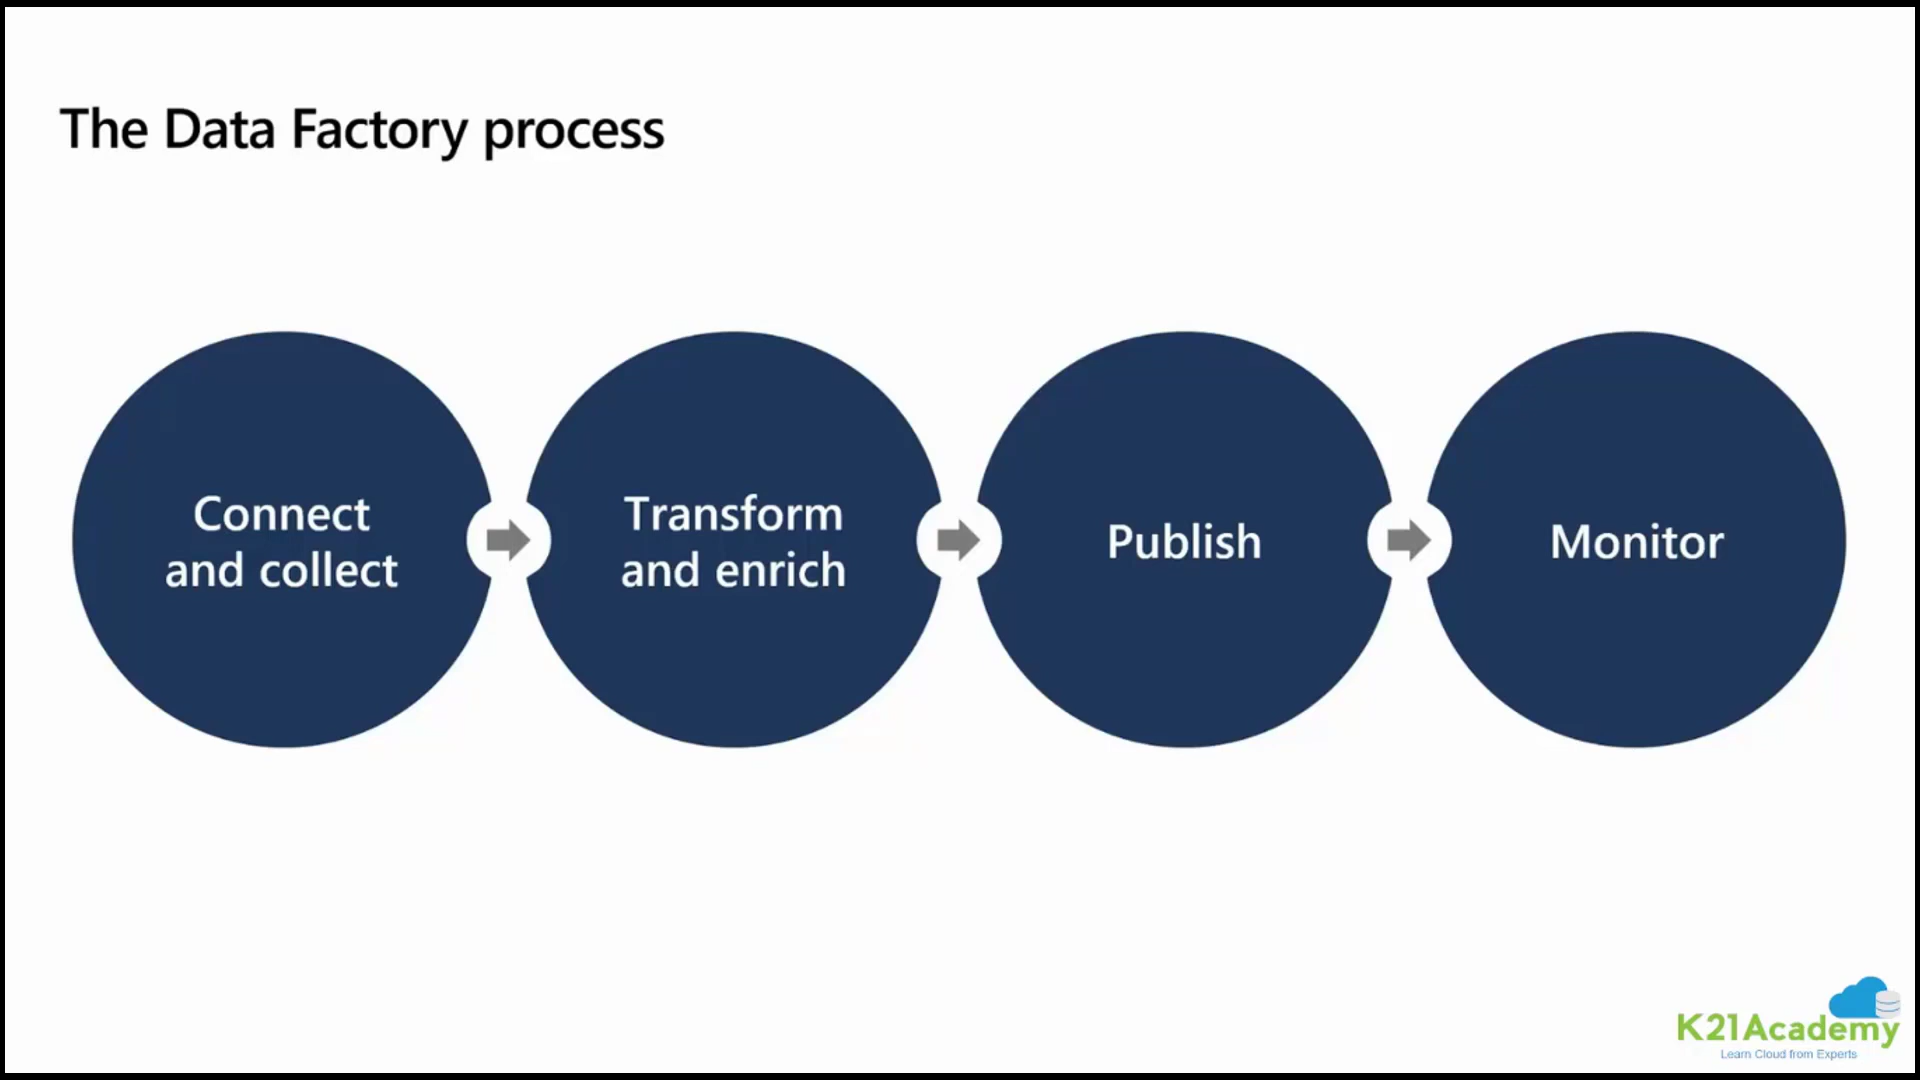 The Data Factory process
Connect
and collect
Transform
and enrich
Publish
Monitor
K21Academy
Learn Cloud from Experts